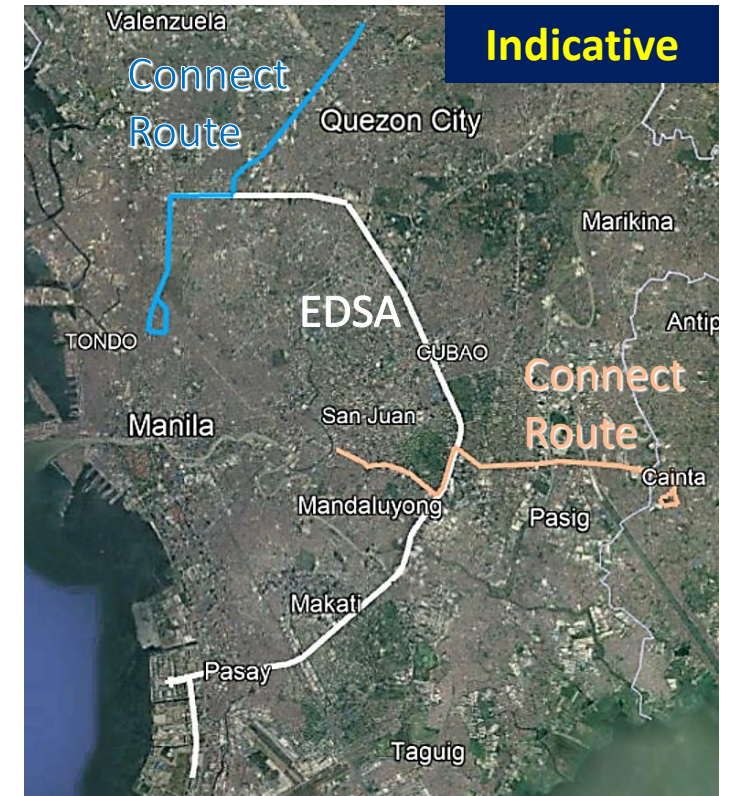 Valenzuela
Indicative
Connect
Route
Quezon City
Marikina
EDSA
Antip
TONDO
CUBAO
Connect
Route
San Juan
Manila
Cainta
Mandaluyong
Pasig
Makati
Pasay
Taguig